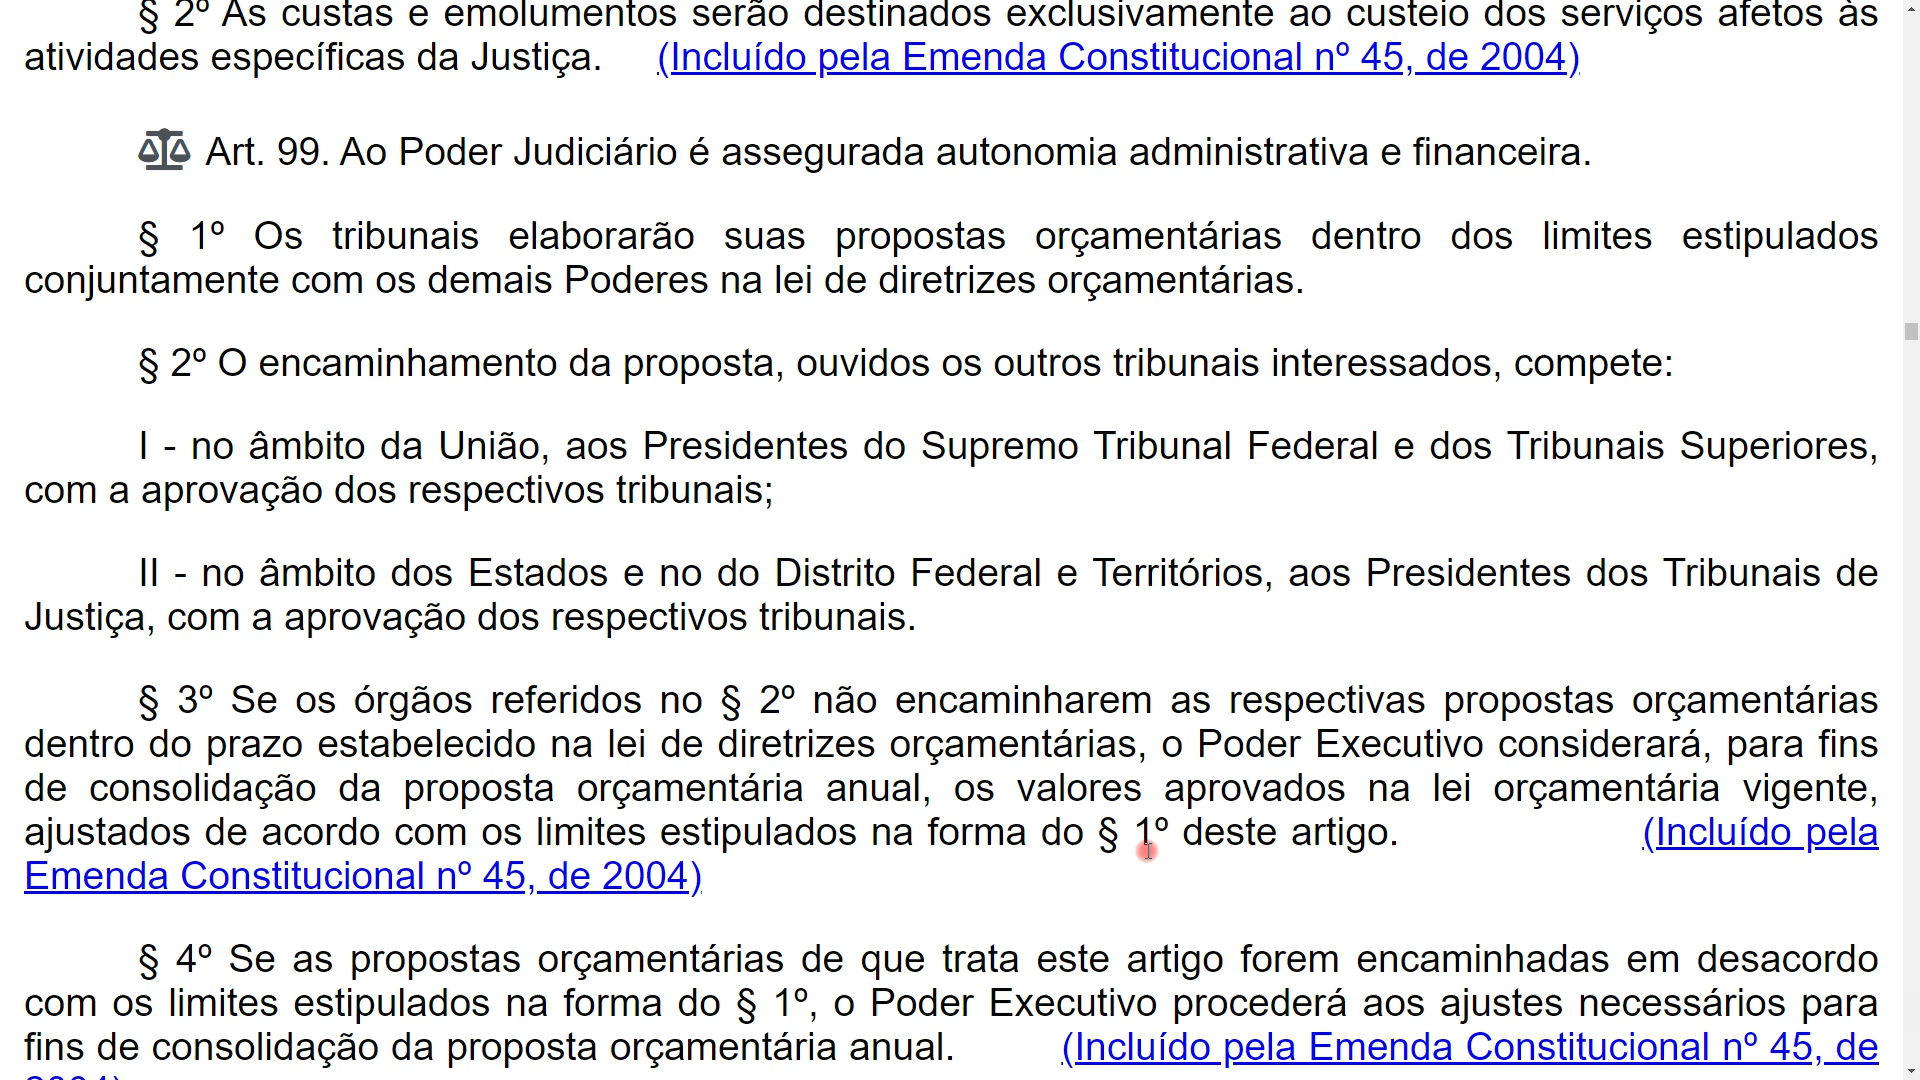 § 2º As custas e emolumentos serão destinados exclusivamente ao custeio dos serviços afetos às
atividades específicas da Justiça. (Incluído pela Emenda Constitucional nº 45, de 2004)
Art. 99. Ao Poder Judiciário é assegurada autonomia administrativa e financeira.
§ 1º Os tribunais elaborarão suas propostas orçamentárias dentro dos limites estipulados
conjuntamente com os demais Poderes na lei de diretrizes orçamentárias.
§ 2º O encaminhamento da proposta, ouvidos os outros tribunais interessados, compete:
I - no âmbito da União, aos Presidentes do Supremo Tribunal Federal e dos Tribunais Superiores,
com a aprovação dos respectivos tribunais;
II - no âmbito dos Estados e no do Distrito Federal e Territórios, aos Presidentes dos Tribunais de
Justiça, com a aprovação dos respectivos tribunais.
§ 3º Se os órgãos referidos no § 2º não encaminharem as respectivas propostas orçamentárias
dentro do prazo estabelecido na lei de diretrizes orçamentárias, o Poder Executivo considerará, para fins
de consolidação da proposta orçamentária anual, os valores aprovados na lei orçamentária vigente,
ajustados de acordo com os limites estipulados na forma do § 1º deste artigo. (Incluído pela
Emenda Constitucional nº 45, de 2004)
§ 4º Se as propostas orçamentárias de que trata este artigo forem encaminhadas em desacordo
com os limites estipulados na forma do § 1º, o Poder Executivo procederá aos ajustes necessários para
fins de consolidação da proposta orçamentária anual. (Incluído pela Emenda Constitucional nº 45, de